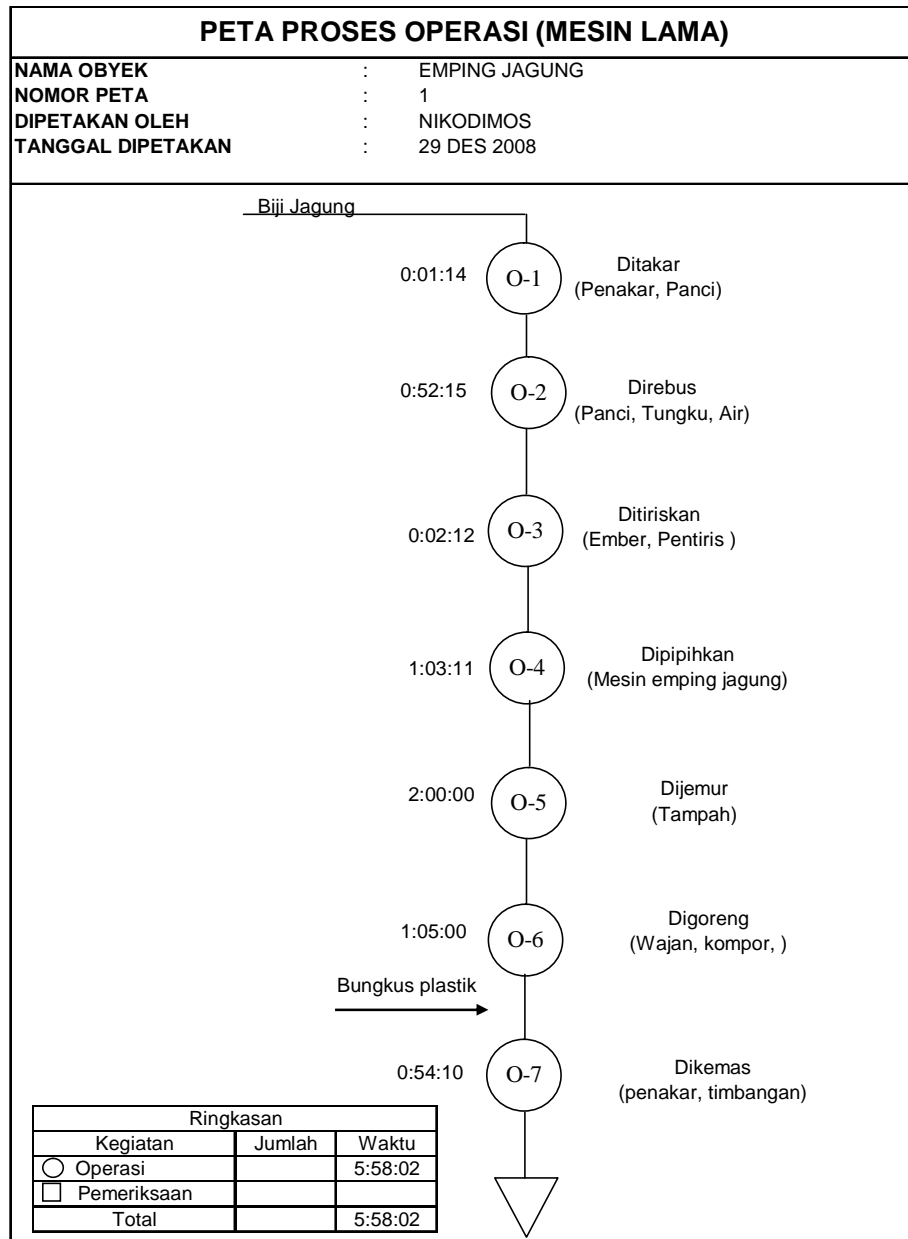 PETA PROSES OPERASI (MESIN LAMA)
NAMA OBYEK : EMPING JAGUNG
NOMOR PETA : 1
DIPETAKAN OLEH : NIKODIMOS
TANGGAL DIPETAKAN : 29 DES 2008
Biji Jagung
0:01:14 O-1 Ditakar
(Penakar, Panci)
0:52:15 O-2 Direbus
(Panci, Tungku, Air)
0:02:12 O-3 Ditiriskan
(Ember, Pentiris )
1:03:11 O-4 Dipipihkan
(Mesin emping jagung)
2:00:00 O-5 Dijemur
(Tampah)
1:05:00 O-6 Digoreng
(Wajan, kompor, )
Bungkus plastik
0:54:10 O-7 Dikemas
(penakar, timbangan)
Ringkasan
Kegiatan Jumlah Waktu
Operasi 5:58:02
Pemeriksaan
Total 5:58:02